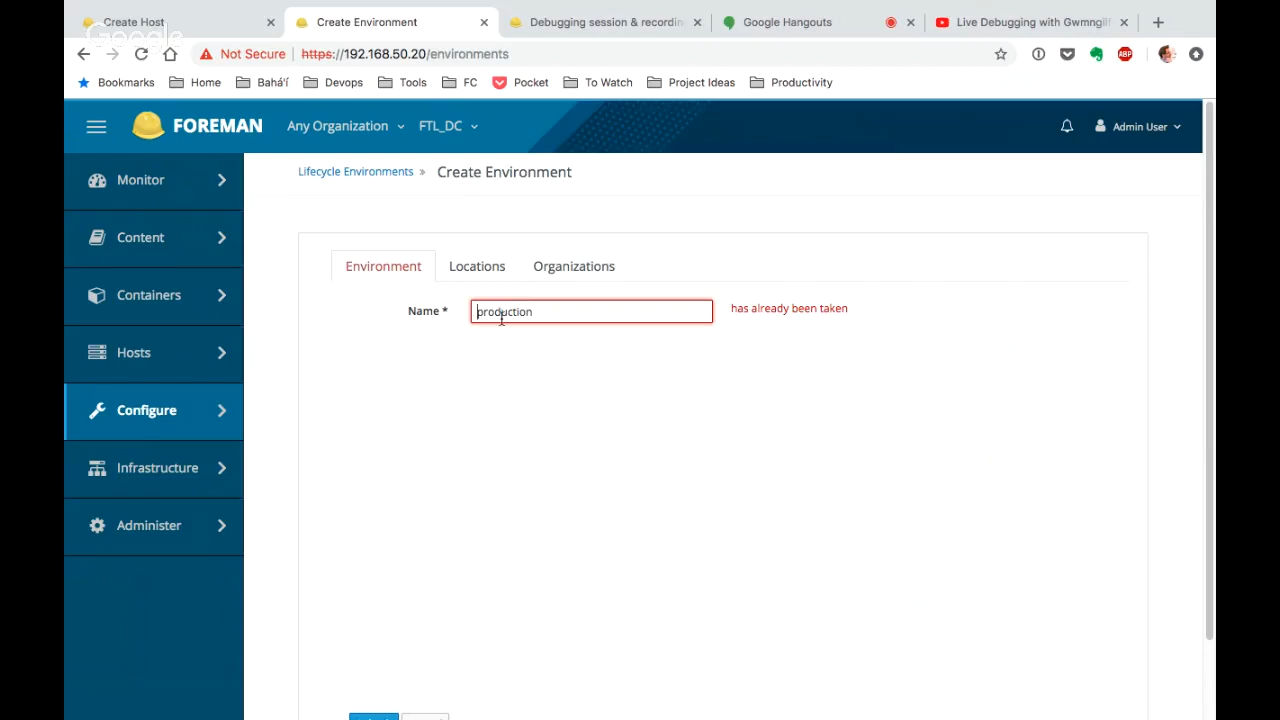 Create Host
Create Environment
Debugging session & recordin
Google Hangouts
Live Debugging with Gwmngilf
Google
Not Secure https://192.168.50.20/environments
ABP
Bookmarks Home Bahá'í Devops Tools FC Pocket To Watch Project Ideas Productivity
FOREMAN Any Organization FTL_DC Admin User
Lifecycle Environments » Create Environment
Monitor
Content
Containers
Hosts
Configure
Infrastructure
Administer
Environment Locations Organizations
Name * production has already been taken